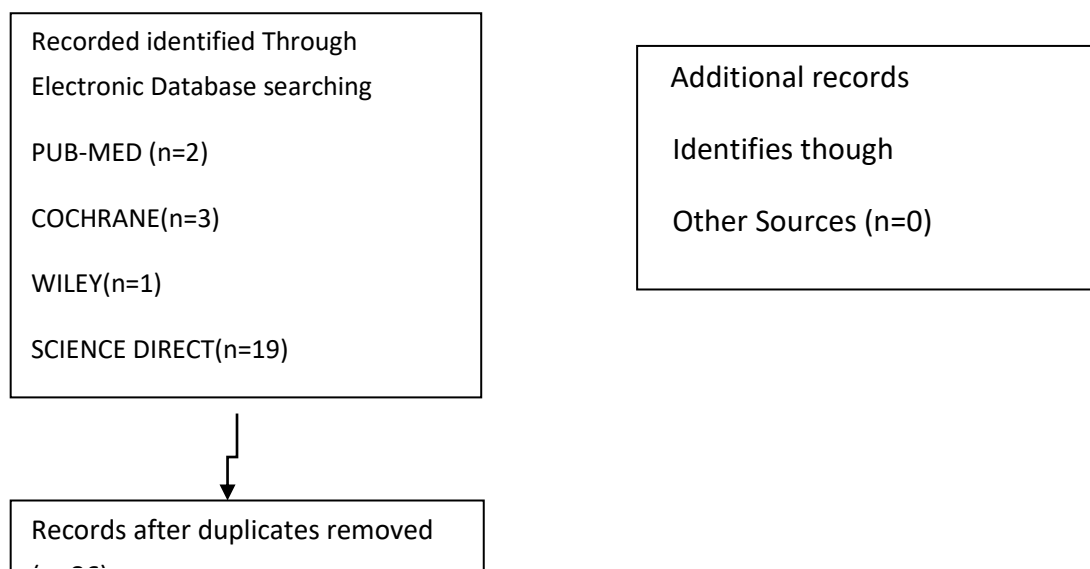 Recorded identified Through
Electronic Database searching
PUB-MED (n=2)
COCHRANE(n=3)
WILEY(n=1)
SCIENCE DIRECT(n=19)
Additional records
Identifies though
Other Sources (n=0)
Records after duplicates removed